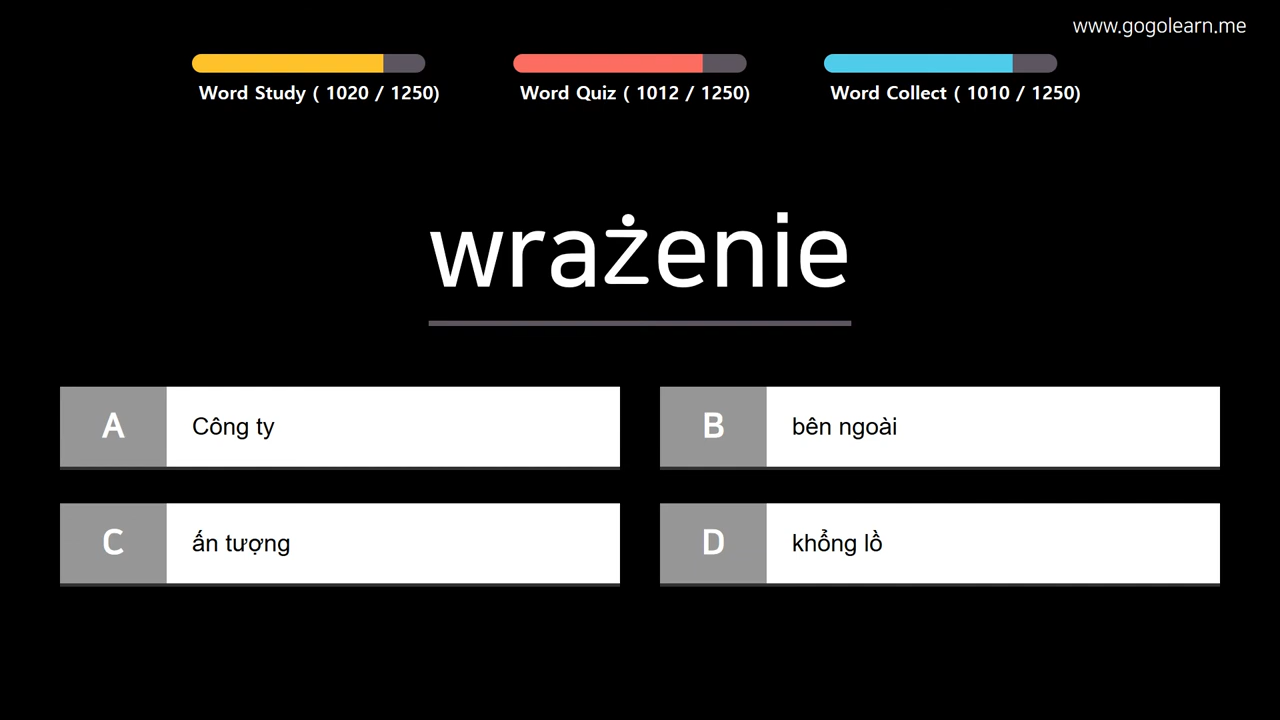 www.gogolearn.me
Word Study ( 1020 / 1250)
Word Quiz ( 1012 / 1250)
Word Collect ( 1010 / 1250)
wrażenie
A Công ty
B bên ngoài
C ấn tượng
D khổng lồ